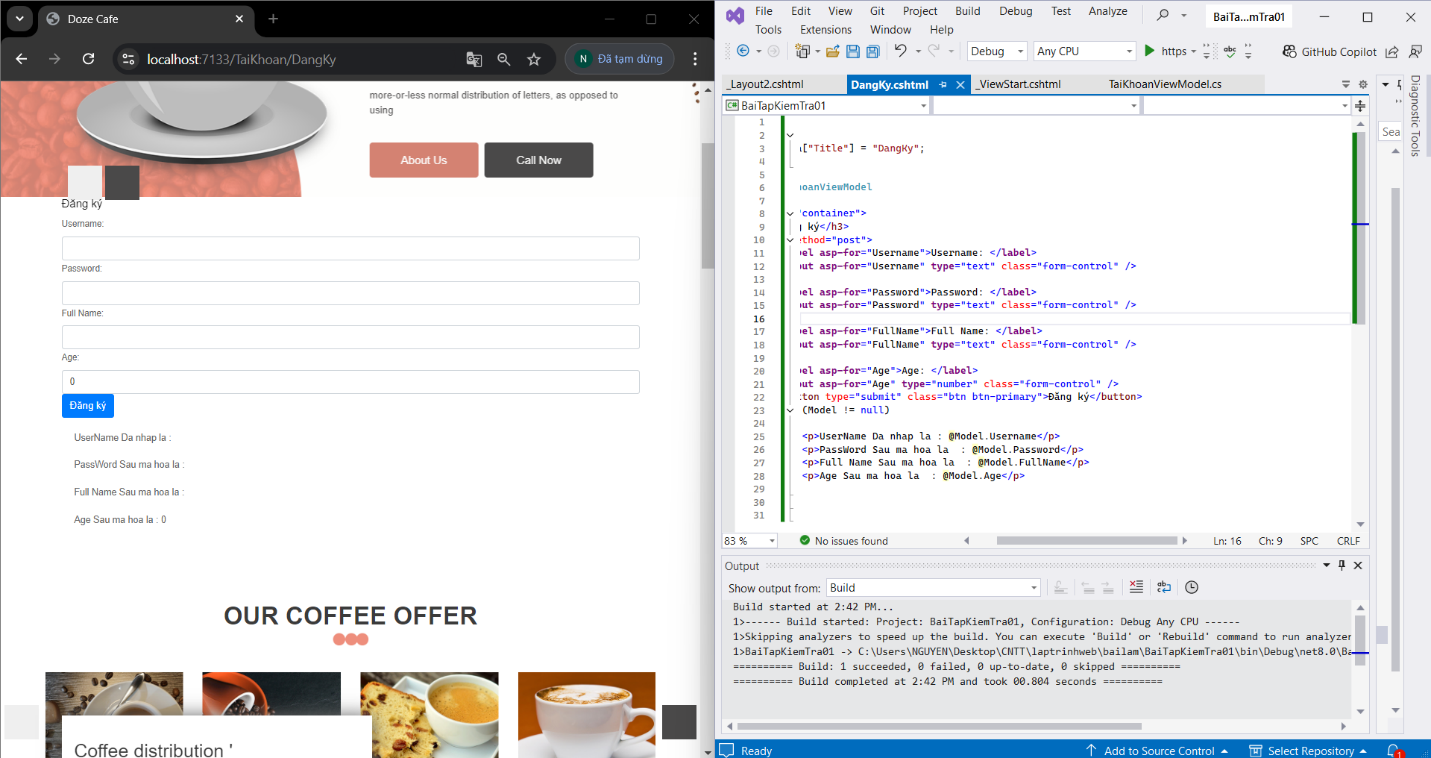 Doze Cafe
localhost:7133/TaiKhoan/DangKy
N Đã tạm dừng
more-or-less normal distribution of letters, as opposed to
using
About Us
Call Now
Đăng ký
Username:
Password:
Full Name:
Age:
0
Đăng ký
UserName Da nhap la :
PassWord Sau ma hoa la :
Full Name Sau ma hoa la :
Age Sau ma hoa la : 0
OUR COFFEE OFFER
Coffee distribution '
File Edit View Git Project Build Debug Test Analyze
Tools Extensions Window Help
BaiTa...mTra01
Debug
Any CPU
https
GitHub Copilot
_Layout2.cshtml
DangKy.cshtml
_ViewStart.cshtml
TaiKhoanViewModel.cs
Diagnostic Tools
BaiTapKiemTra01
Sea
1
2
3 ["Title"] = "DangKy";
4
5
6 hoanViewModel
7
8 "container">
9 g ký</h3>
10 ethod="post">
11 bel asp-for="Username">Username: </label>
12 ut asp-for="Username" type="text" class="form-control" />
13
14 bel asp-for="Password">Password: </label>
15 ut asp-for="Password" type="text" class="form-control" />
16
17 bel asp-for="FullName">Full Name: </label>
18 ut asp-for="FullName" type="text" class="form-control" />
19
20 bel asp-for="Age">Age: </label>
21 ut asp-for="Age" type="number" class="form-control" />
22 ton type="submit" class="btn btn-primary">Đăng ký</button>
23 (Model != null)
24
25 <p>UserName Da nhap la : @Model.Username</p>
26 <p>PassWord Sau ma hoa la  : @Model.Password</p>
27 <p>Full Name Sau ma hoa la  : @Model.FullName</p>
28 <p>Age Sau ma hoa la  : @Model.Age</p>
29
30
31
83 %
No issues found
Ln: 16 Ch: 9 SPC CRLF
Output
Show output from: Build
Build started at 2:42 PM...
1>------ Build started: Project: BaiTapKiemTra01, Configuration: Debug Any CPU ------
1>Skipping analyzers to speed up the build. You can execute 'Build' or 'Rebuild' command to run analyzer
1>BaiTapKiemTra01 -> C:\Users\NGUYEN\Desktop\CNTT\laptrinhweb\bailam\BaiTapKiemTra01\bin\Debug\net8.0\Ba
========== Build: 1 succeeded, 0 failed, 0 up-to-date, 0 skipped ==========
========== Build completed at 2:42 PM and took 00.804 seconds ==========
Ready
Add to Source Control
Select Repository
1